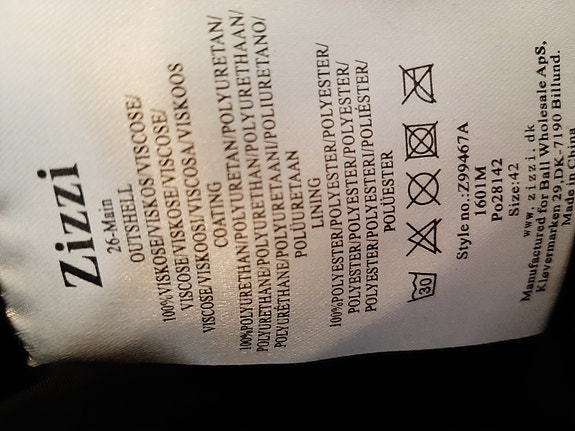 Zizzi
26-Main
OUTSHELL
100%VISKOSE/VISKOS/VISCOSE/
VISCOSE/VISKOSE/VISCOSE/
VISCOSE/VISKOOSI/VISCOSA/VISKOOS
COATING
100%POLYURETHAN/POLYURETAN/POLYURETAN/
POLYURETHANE/POLYURETHAN/POLYURETHAAN/
POLYURÉTHANE/POLYURETAANI/POLIURETANO/
POLÜURETAAN
LINING
100%POLYESTER/POLYESTER/POLYESTER/
POLYESTER/POLYESTER/POLYESTER/
POLYESTER/POLYESTERI/POLIÉSTER/
POLÜESTER
30
Style no.:Z99467A
1601M
Po28142
Size:42
www.zizzi.dk
Manufactured for Ball Wholesale ApS,
Kløvermarken 29,DK-7190 Billund.
Made in China